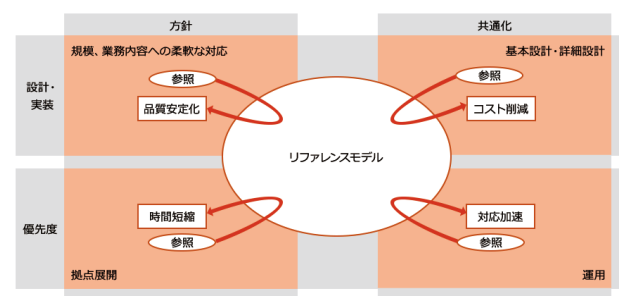 方針
共通化
規模、業務内容への柔軟な対応
基本設計・詳細設計
設計・
実装
参照
参照
品質安定化
コスト削減
リファレンスモデル
優先度
時間短縮
対応加速
参照
参照
拠点展開
運用